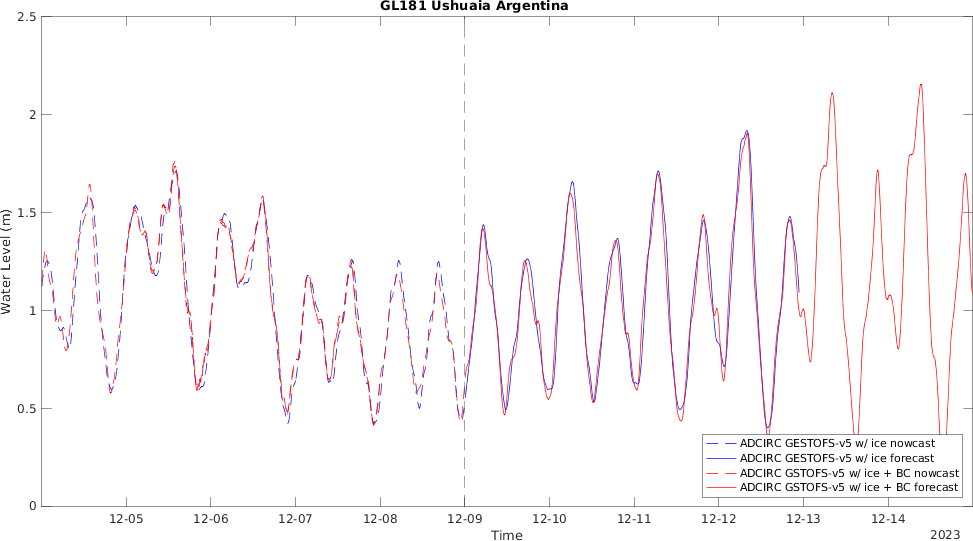 GL181 Ushuaia Argentina
2.5
2
1.5
1
0.5
0
Water Level (m)
12-05
12-06
12-07
12-08
12-09
12-10
12-11
12-12
12-13
12-14
Time
2023
ADCIRC GESTOFS-v5 w/ ice nowcast
ADCIRC GESTOFS-v5 w/ ice forecast
ADCIRC GSTOFS-v5 w/ ice + BC nowcast
ADCIRC GSTOFS-v5 w/ ice + BC forecast